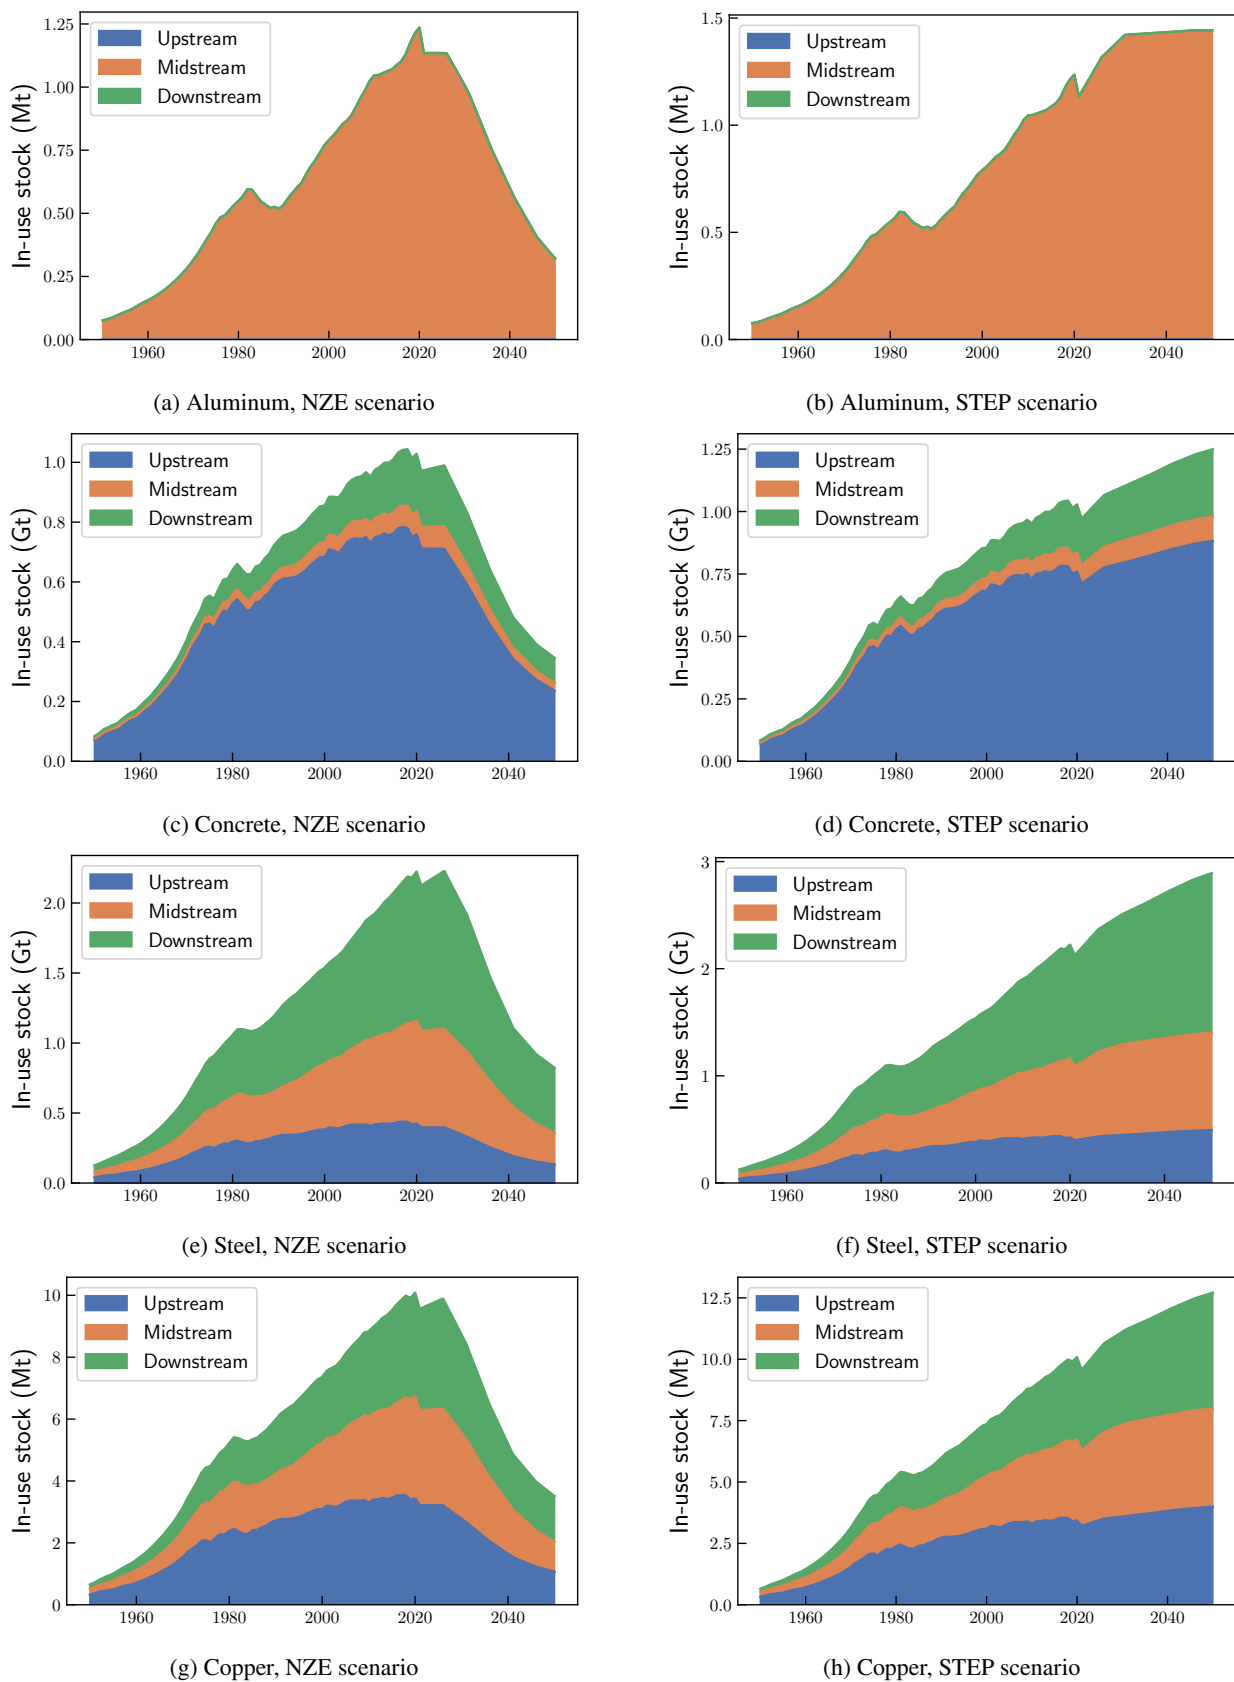 In-use stock (Mt)
1.25
1.00
0.75
0.50
0.25
0.00
Upstream
Midstream
Downstream
1960 1980 2000 2020 2040
(a) Aluminum, NZE scenario
In-use stock (Mt)
1.5
1.0
0.5
0.0
Upstream
Midstream
Downstream
1960 1980 2000 2020 2040
(b) Aluminum, STEP scenario
In-use stock (Gt)
1.0
0.8
0.6
0.4
0.2
0.0
Upstream
Midstream
Downstream
1960 1980 2000 2020 2040
(c) Concrete, NZE scenario
In-use stock (Gt)
1.25
1.00
0.75
0.50
0.25
0.00
Upstream
Midstream
Downstream
1960 1980 2000 2020 2040
(d) Concrete, STEP scenario
In-use stock (Gt)
2.0
1.5
1.0
0.5
0.0
Upstream
Midstream
Downstream
1960 1980 2000 2020 2040
(e) Steel, NZE scenario
In-use stock (Gt)
3
2
1
0
Upstream
Midstream
Downstream
1960 1980 2000 2020 2040
(f) Steel, STEP scenario
In-use stock (Mt)
10
8
6
4
2
0
Upstream
Midstream
Downstream
1960 1980 2000 2020 2040
(g) Copper, NZE scenario
In-use stock (Mt)
12.5
10.0
7.5
5.0
2.5
0.0
Upstream
Midstream
Downstream
1960 1980 2000 2020 2040
(h) Copper, STEP scenario